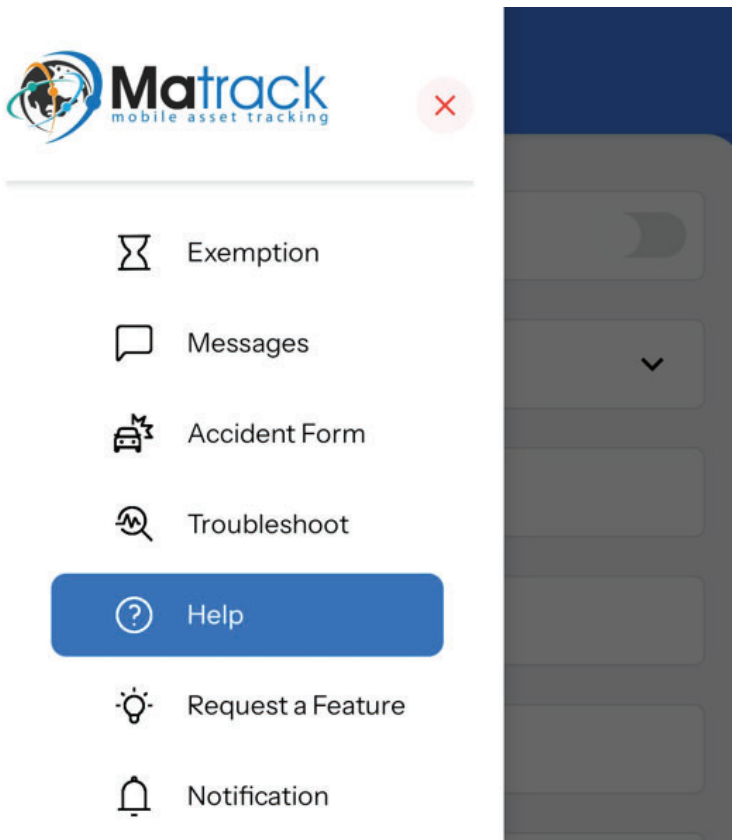 Matrack
mobile asset tracking
Exemption
Messages
Accident Form
Troubleshoot
Help
Request a Feature
Notification